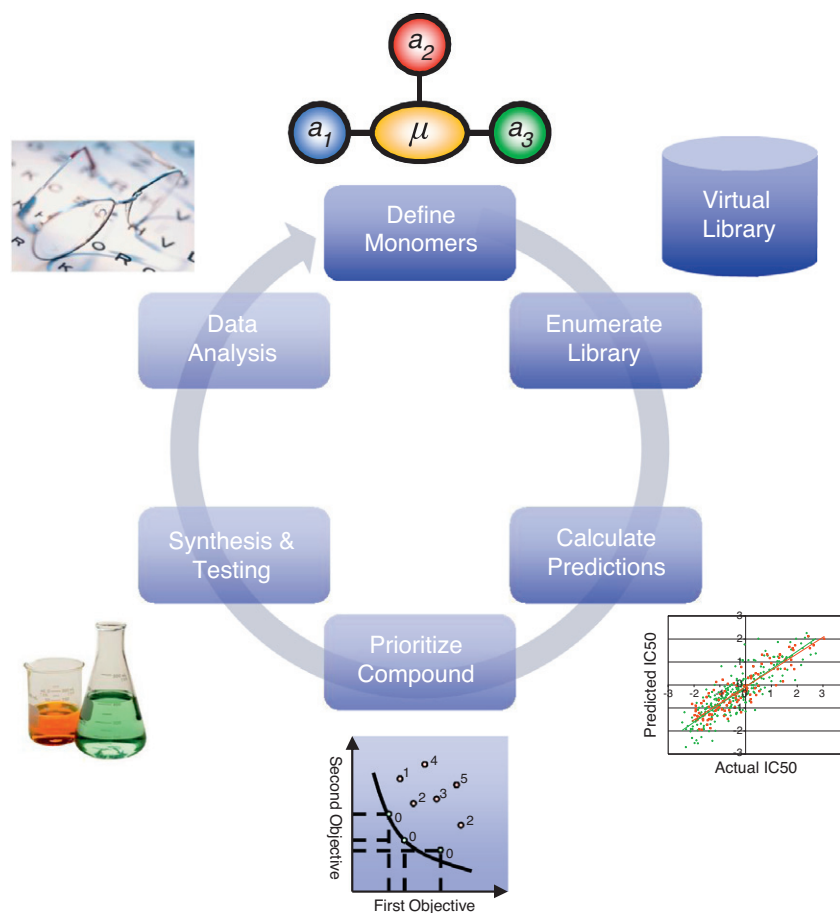 a2
a1
μ
a3
Define
Monomers
Virtual
Library
Data
Analysis
Enumerate
Library
Synthesis &
Testing
Calculate
Predictions
Prioritize
Compound
Predicted IC50
3
2
1
0
-3
-2
-1
0
1
2
3
-1
-2
-3
Actual IC50
Second Objective
1
4
5
2
3
2
0
0
0
First Objective